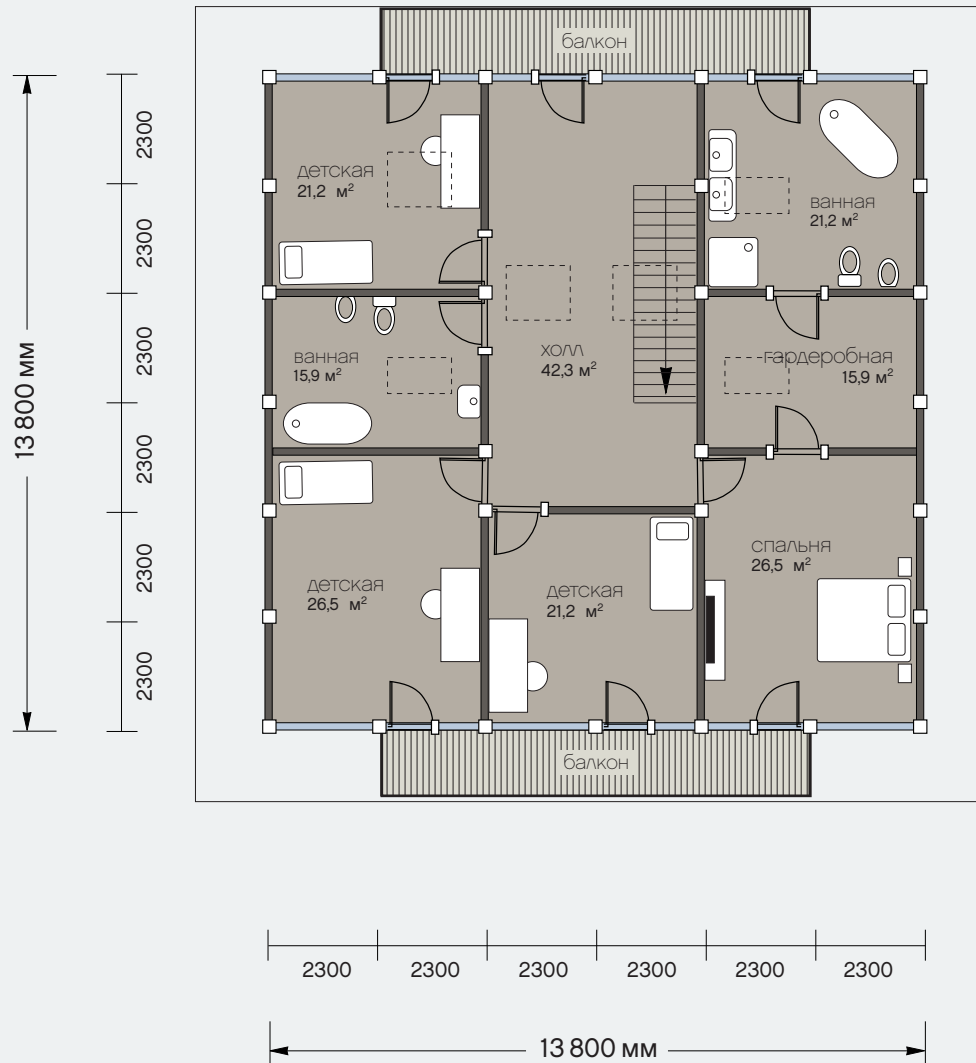 балкон
детская
21,2 м²
ванная
21,2 м²
холл
42,3 м²
ванная
15,9 м²
гардеробная
15,9 м²
детская
26,5 м²
детская
21,2 м²
спальня
26,5 м²
балкон
2300
2300
2300
2300
2300
2300
13 800 мм
2300
2300
2300
2300
2300
2300
13 800 мм